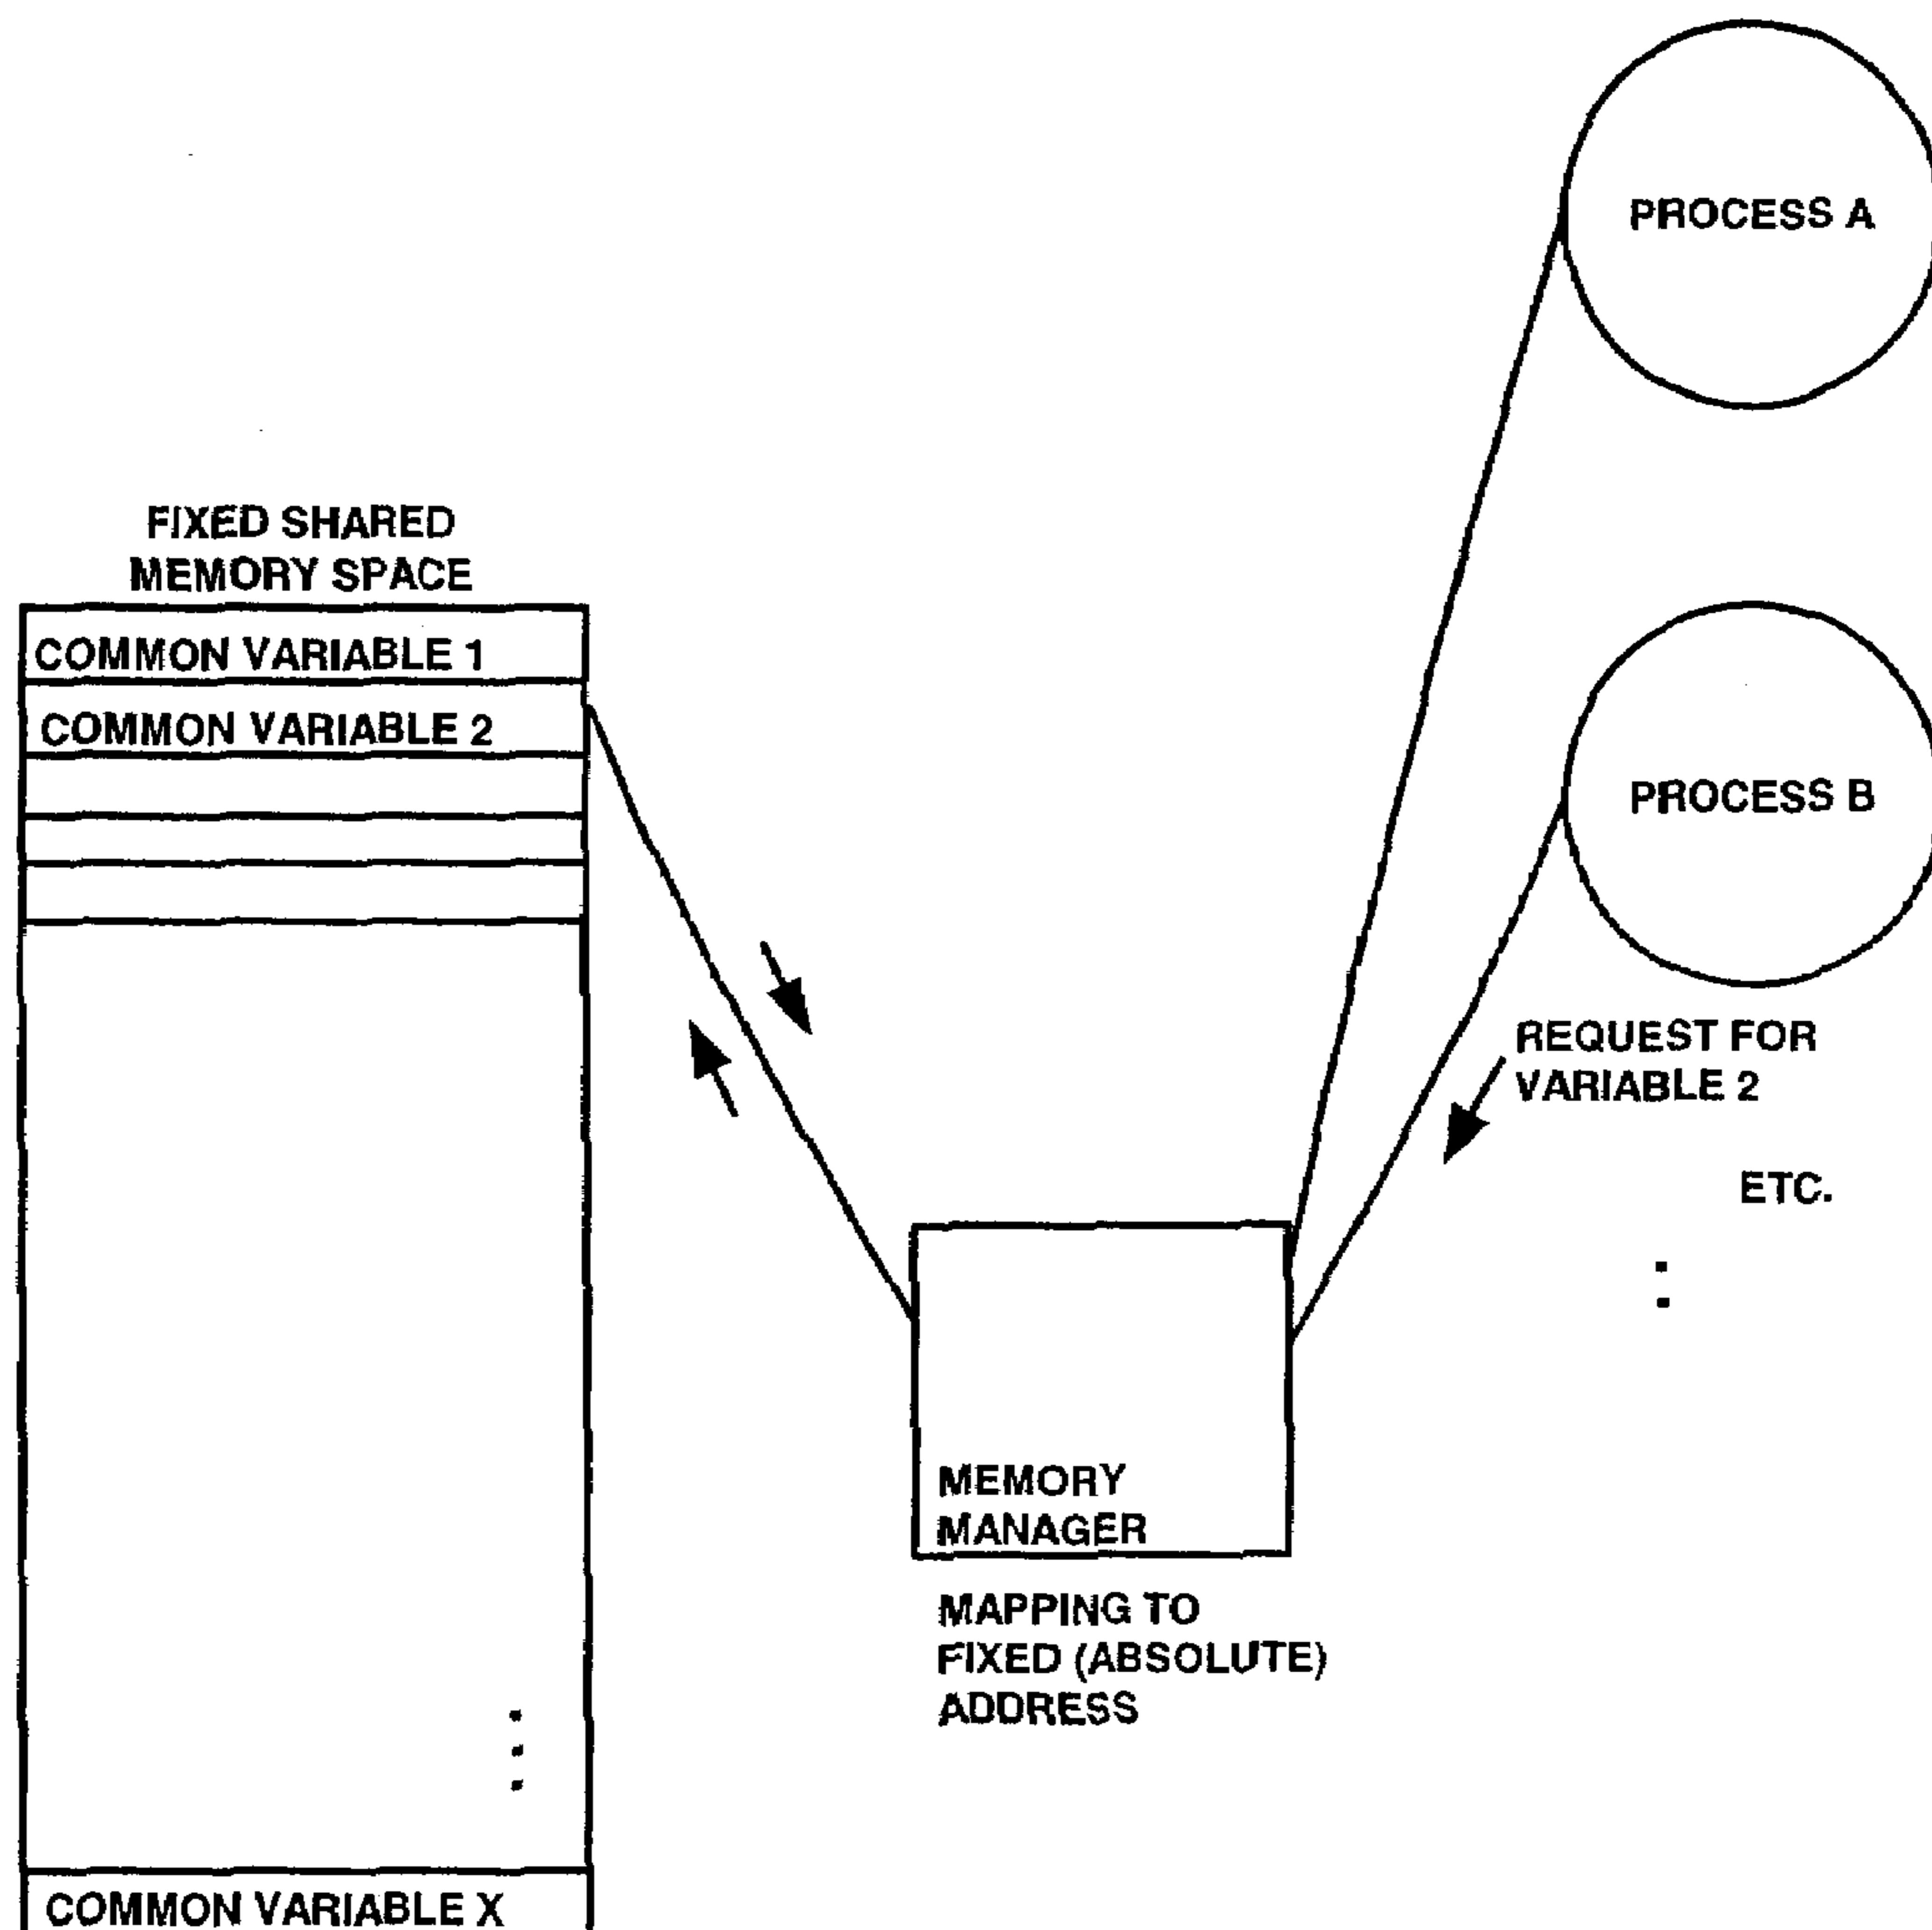 PROCESS A
FIXED SHARED
MEMORY SPACE
COMMON VARIABLE 1
COMMON VARIABLE 2
PROCESS B
REQUEST FOR
VARIABLE 2
ETC.
MEMORY
MANAGER
MAPPING TO
FIXED (ABSOLUTE)
ADDRESS
COMMON VARIABLE X